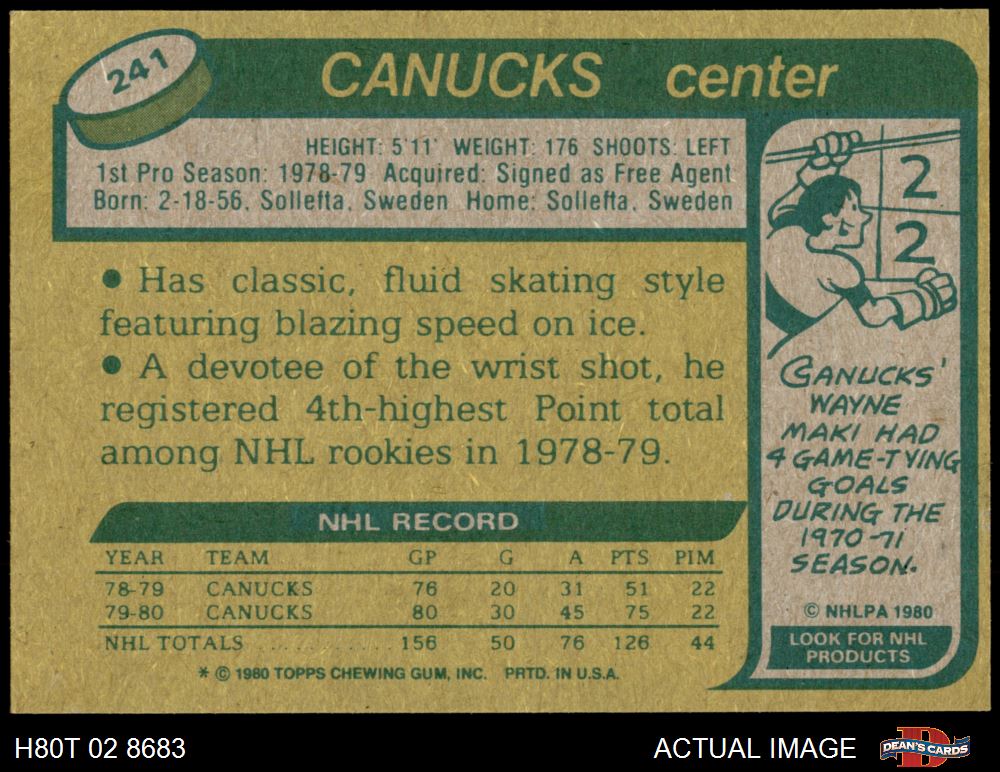 241
CANUCKS center
HEIGHT: 5'11' WEIGHT: 176 SHOOTS: LEFT
1st Pro Season: 1978-79 Acquired: Signed as Free Agent
Born: 2-18-56, Sollefta, Sweden Home: Sollefta, Sweden
● Has classic, fluid skating style
featuring blazing speed on ice.
● A devotee of the wrist shot, he
registered 4th-highest Point total
among NHL rookies in 1978-79.
NHL RECORD
YEAR TEAM GP G A PTS PIM
78-79 CANUCKS 76 20 31 51 22
79-80 CANUCKS 80 30 45 75 22
NHL TOTALS . . . . . . . . . . . . 156 50 76 126 44
* © 1980 TOPPS CHEWING GUM, INC. PRTD. IN U.S.A.
2
2
CANUCKS'
WAYNE
MAKI HAD
4 GAME-TYING
GOALS
DURING THE
1970-71
SEASON.
© NHLPA 1980
LOOK FOR NHL
PRODUCTS
H80T 02 8683
ACTUAL IMAGE
D
DEAN'S CARDS